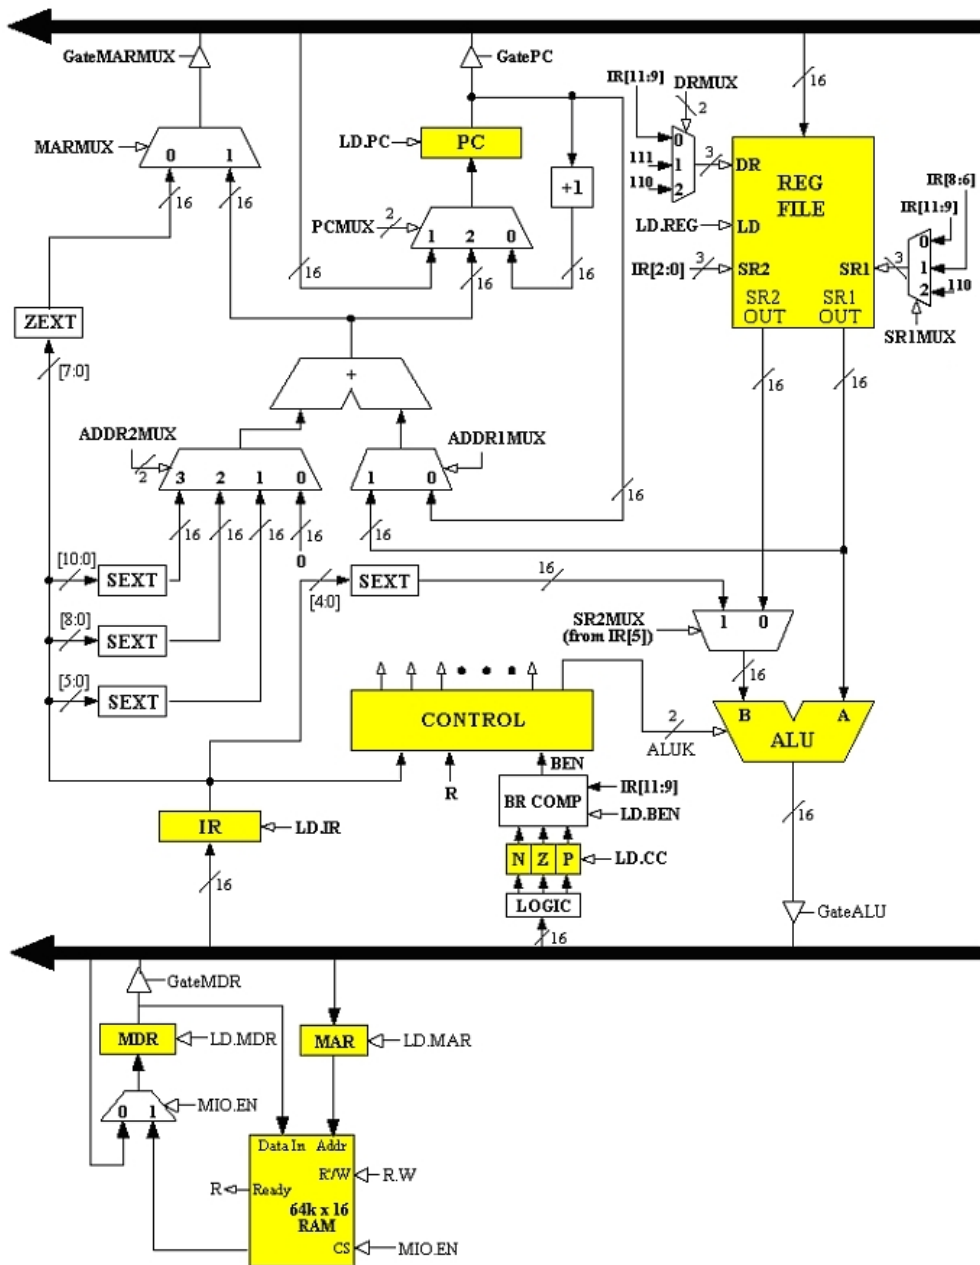 GateMARMUX
GatePC
16
IR[11:9]
DRMUX
2
MARMUX
0 1
LD.PC
PC
0
111 1
110 2
3
DR
REG
FILE
IR[8:6]
IR[11:9]
16
16
PCMUX
2
1 2 0
+1
LD.REG
LD
IR[2:0]
3
SR2
SR1
3
0
1
2 110
16
16
16
SR2
OUT
SR1
OUT
SR1MUX
ZEXT
[7:0]
+
16
16
ADDR2MUX
2
3 2 1 0
ADDR1MUX
1 0
16
16
16
16
16
0
16
[10:0]
SEXT
[4:0]
SEXT
16
[8:0]
SEXT
SR2MUX
(from IR[5])
1 0
16
[5:0]
SEXT
CONTROL
2
ALUK
B A
ALU
R
BEN
IR[11:9]
BR COMP
LD.BEN
16
IR
LD.IR
N Z P
LD.CC
16
LOGIC
16
GateALU
GateMDR
MDR
LD.MDR
MAR
LD.MAR
0 1
MIO.EN
Data In Addr
R'/W
R.W
R
Ready
64k x 16
RAM
CS
MIO.EN